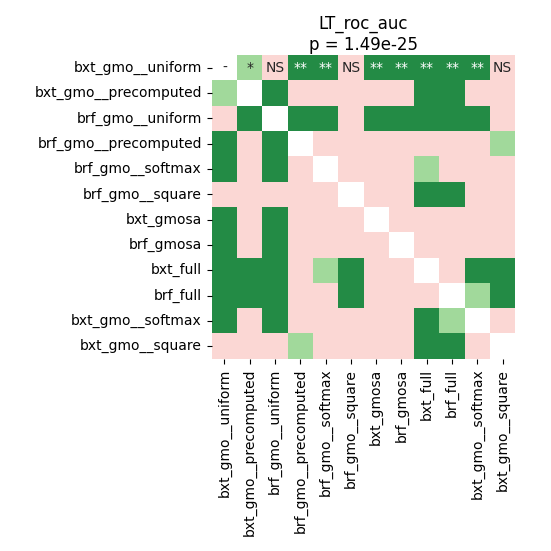 LT_roc_auc
p = 1.49e-25
bxt_gmo__uniform - * NS ** ** NS ** ** ** ** ** NS
bxt_gmo__precomputed
brf_gmo__uniform
brf_gmo__precomputed
brf_gmo__softmax
brf_gmo__square
bxt_gmosa
brf_gmosa
bxt_full
brf_full
bxt_gmo__softmax
bxt_gmo__square
bxt_gmo__uniform
bxt_gmo__precomputed
brf_gmo__uniform
brf_gmo__precomputed
brf_gmo__softmax
brf_gmo__square
bxt_gmosa
brf_gmosa
bxt_full
brf_full
bxt_gmo__softmax
bxt_gmo__square